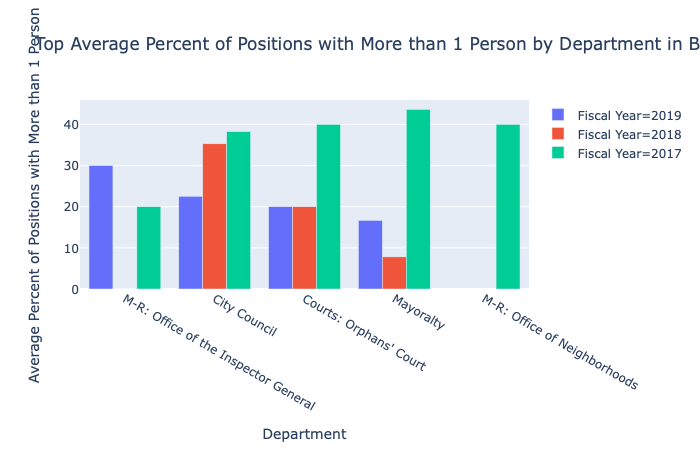 Top Average Percent of Positions with More than 1 Person by Department in B
Average Percent of Positions with More than 1 Person
40
30
20
10
0
Fiscal Year=2019
Fiscal Year=2018
Fiscal Year=2017
M-R: Office of the Inspector General
City Council
Courts: Orphans' Court
Mayoralty
M-R: Office of Neighborhoods
Department